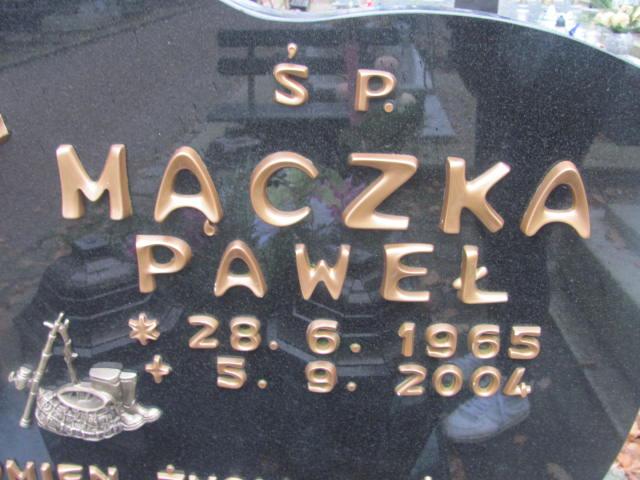 Ś P.
MĄCZKA
PAWEŁ
* 28. 6. 1965
+ 5. 9. 2004